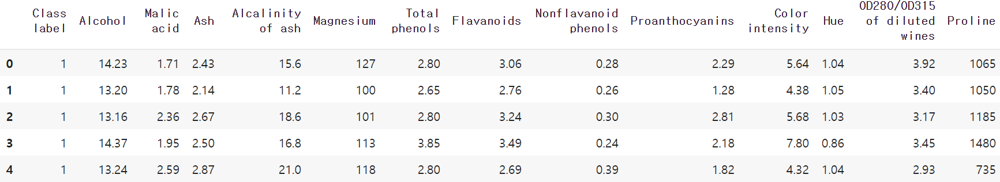 Class label Alcohol Malic acid Ash Alcalinity of ash Magnesium Total phenols Flavanoids Nonflavanoid phenols Proanthocyanins Color intensity Hue OD280/OD315 of diluted wines Proline
0 1 14.23 1.71 2.43 15.6 127 2.80 3.06 0.28 2.29 5.64 1.04 3.92 1065
1 1 13.20 1.78 2.14 11.2 100 2.65 2.76 0.26 1.28 4.38 1.05 3.40 1050
2 1 13.16 2.36 2.67 18.6 101 2.80 3.24 0.30 2.81 5.68 1.03 3.17 1185
3 1 14.37 1.95 2.50 16.8 113 3.85 3.49 0.24 2.18 7.80 0.86 3.45 1480
4 1 13.24 2.59 2.87 21.0 118 2.80 2.69 0.39 1.82 4.32 1.04 2.93 735